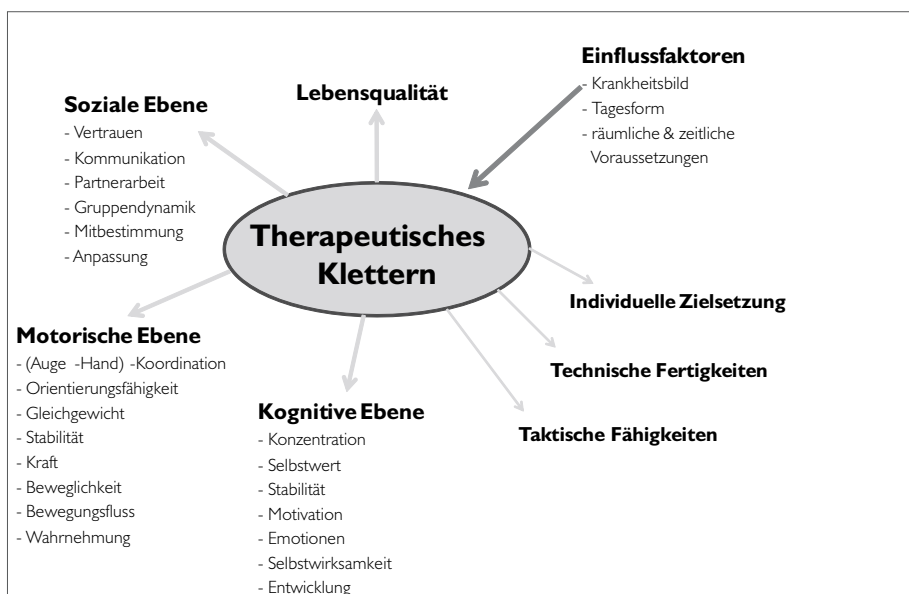 Einflussfaktoren
- Krankheitsbild
- Tagesform
- räumliche & zeitliche
Voraussetzungen
Lebensqualität
Soziale Ebene
- Vertrauen
- Kommunikation
- Partnerarbeit
- Gruppendynamik
- Mitbestimmung
- Anpassung
Therapeutisches
Klettern
Individuelle Zielsetzung
Technische Fertigkeiten
Taktische Fähigkeiten
Motorische Ebene
- (Auge -Hand) -Koordination
- Orientierungsfähigkeit
- Gleichgewicht
- Stabilität
- Kraft
- Beweglichkeit
- Bewegungsfluss
- Wahrnehmung
Kognitive Ebene
- Konzentration
- Selbstwert
- Stabilität
- Motivation
- Emotionen
- Selbstwirksamkeit
- Entwicklung